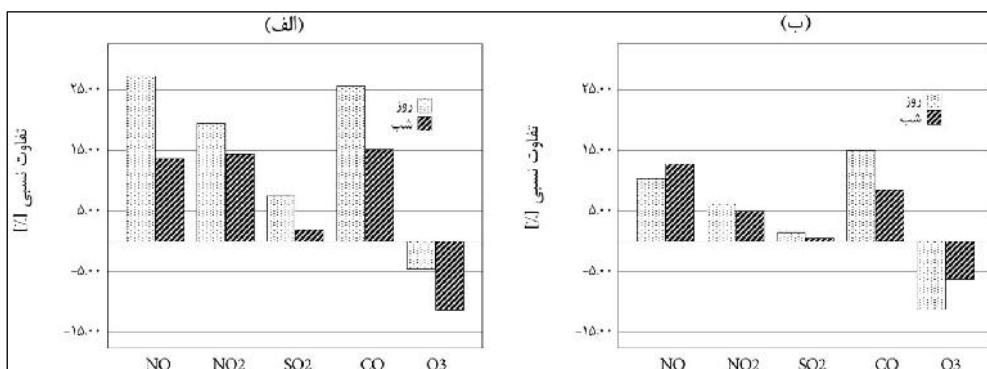 (الف)
۲۵.۰۰
۱۵.۰۰
۵.۰۰
-۵.۰۰
-۱۵.۰۰
تفاوت نسبی [٪]
روز
شب
NO NO2 SO2 CO O3
(ب)
۲۵.۰۰
۱۵.۰۰
۵.۰۰
-۵.۰۰
-۱۵.۰۰
تفاوت نسبی [٪]
روز
شب
NO NO2 SO2 CO O3